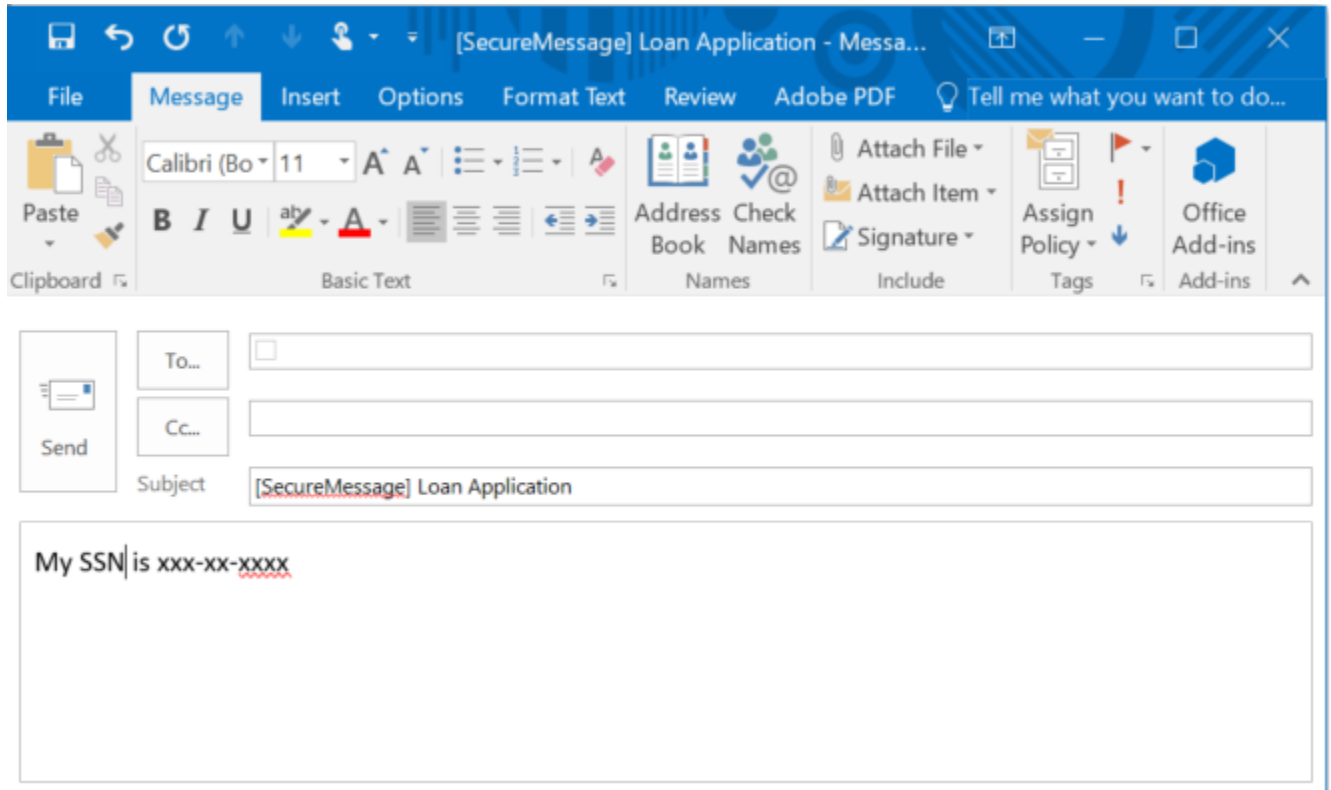 [SecureMessage] Loan Application - Messa...
File Message Insert Options Format Text Review Adobe PDF Tell me what you want to do...
Calibri (Bo 11 A A Attach File
Attach Item
Paste B I U ab A Address Check Signature Assign Office
Book Names Policy Add-ins
Clipboard Basic Text Names Include Tags Add-ins
To...
Cc...
Send
Subject [SecureMessage] Loan Application
My SSN is xxx-xx-xxxx